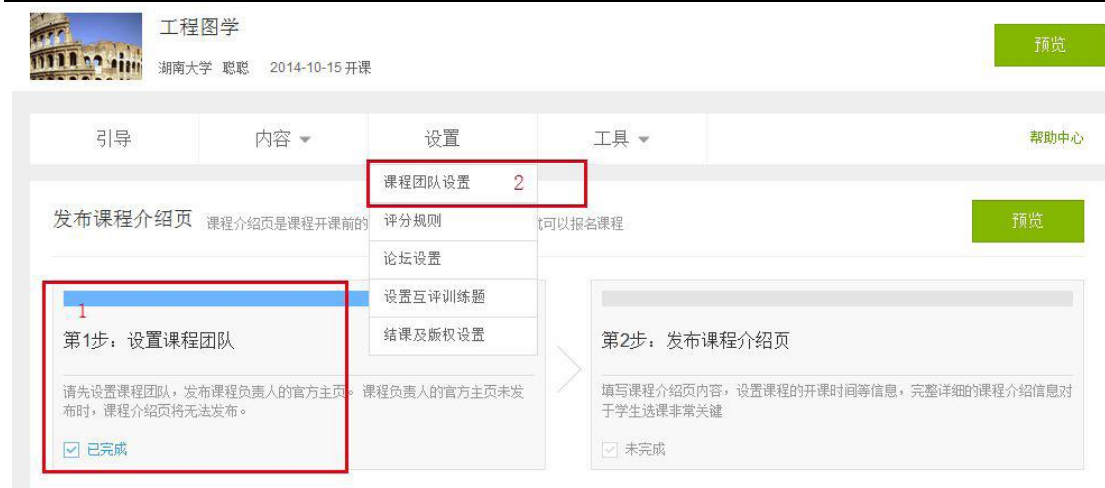 工程图学
预览
湖南大学 聪聪 2014-10-15开课
引导 内容 设置 工具 帮助中心
课程团队设置 2
发布课程介绍页 课程介绍页是课程开课前的 可以报名课程
预览
评分规则
论坛设置
设置互评训练题
结课及版权设置
1
第1步：设置课程团队
请先设置课程团队，发布课程负责人的官方主页。课程负责人的官方主页未发
布时，课程介绍页将无法发布。
已完成
第2步：发布课程介绍页
填写课程介绍页内容，设置课程的开课时间等信息，完整详细的课程介绍信息对
于学生选课非常关键
未完成